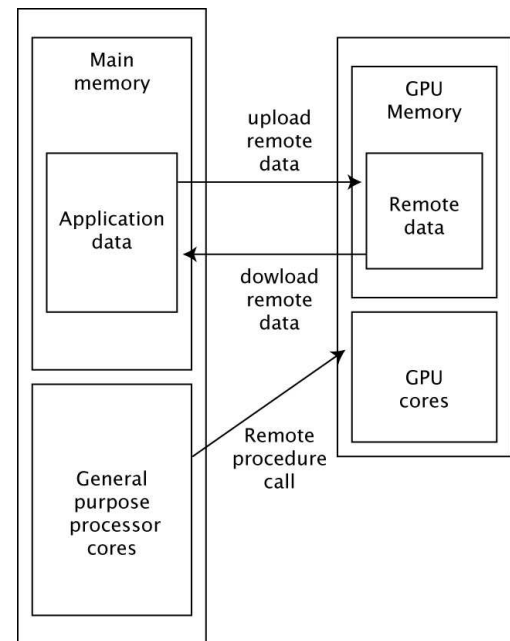 Main
memory
Application
data
General
purpose
processor
cores
upload
remote
data
dowload
remote
data
Remote
procedure
call
GPU
Memory
Remote
data
GPU
cores